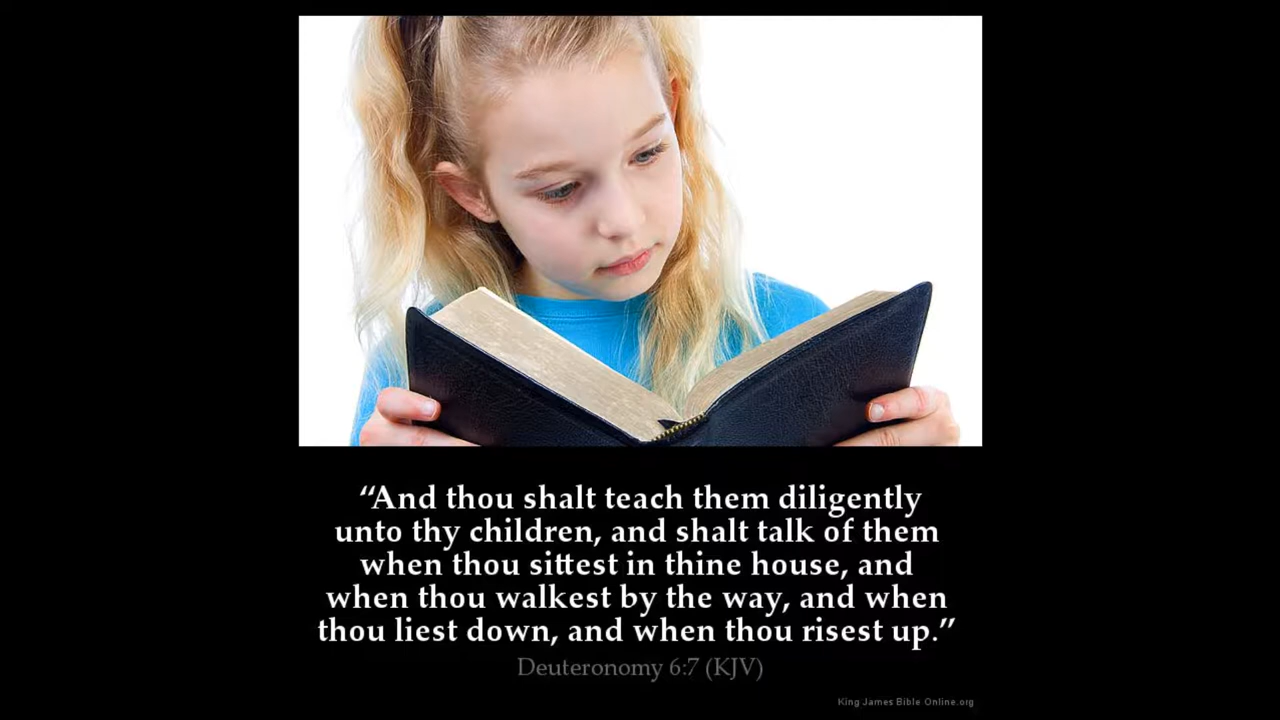 “And thou shalt teach them diligently
unto thy children, and shalt talk of them
when thou sittest in thine house, and
when thou walkest by the way, and when
thou liest down, and when thou risest up.”
Deuteronomy 6:7 (KJV)
King James Bible Online.org